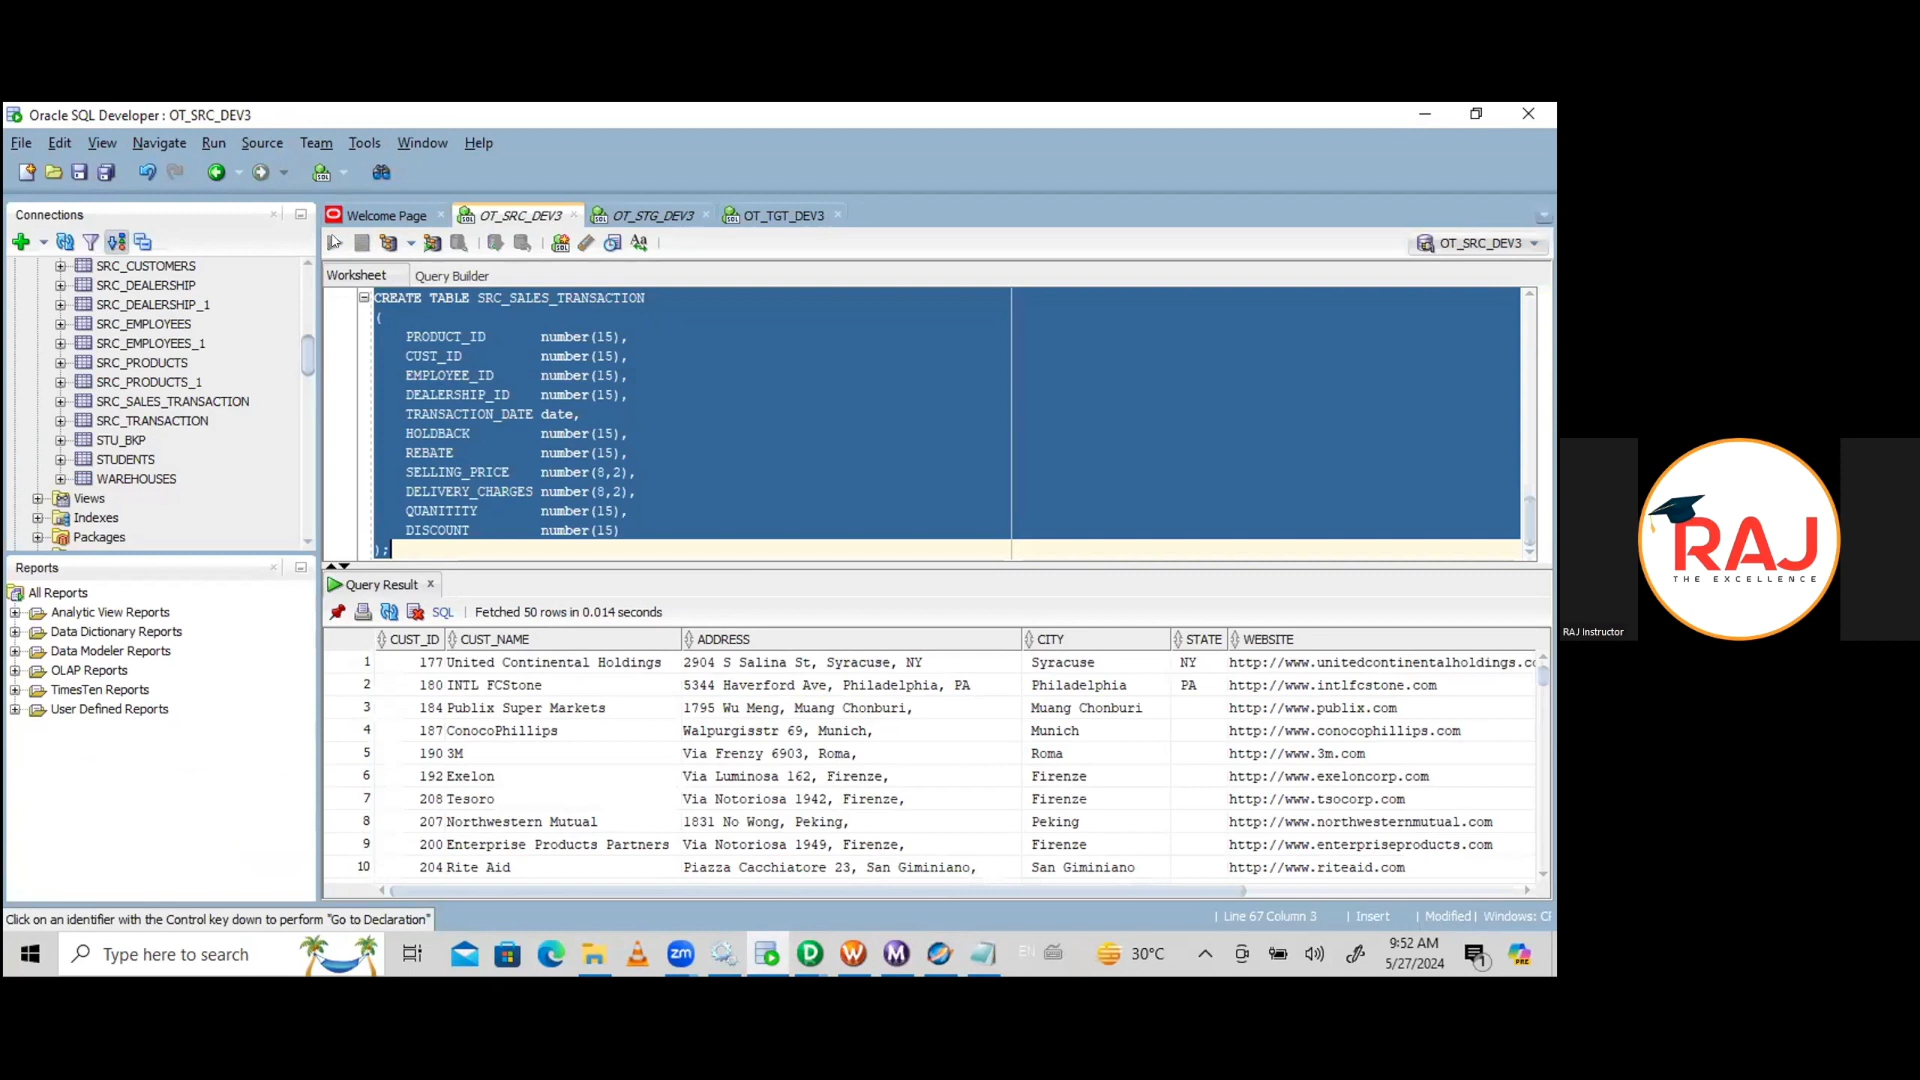 Oracle SQL Developer : OT_SRC_DEV3
File Edit View Navigate Run Source Team Tools Window Help
Connections
SRC_CUSTOMERS
SRC_DEALERSHIP
SRC_DEALERSHIP_1
SRC_EMPLOYEES
SRC_EMPLOYEES_1
SRC_PRODUCTS
SRC_PRODUCTS_1
SRC_SALES_TRANSACTION
SRC_TRANSACTION
STU_BKP
STUDENTS
WAREHOUSES
Views
Indexes
Packages
Reports
All Reports
Analytic View Reports
Data Dictionary Reports
Data Modeler Reports
OLAP Reports
TimesTen Reports
User Defined Reports
Welcome Page OT_SRC_DEV3 OT_STG_DEV3 OT_TGT_DEV3
OT_SRC_DEV3
Worksheet Query Builder
CREATE TABLE SRC_SALES_TRANSACTION
(
PRODUCT_ID number(15),
CUST_ID number(15),
EMPLOYEE_ID number(15),
DEALERSHIP_ID number(15),
TRANSACTION_DATE date,
HOLDBACK number(15),
REBATE number(15),
SELLING_PRICE number(8,2),
DELIVERY_CHARGES number(8,2),
QUANITITY number(15),
DISCOUNT number(15)
);
Query Result
SQL Fetched 50 rows in 0.014 seconds
CUST_ID CUST_NAME ADDRESS CITY STATE WEBSITE
1 177 United Continental Holdings 2904 S Salina St, Syracuse, NY Syracuse NY http://www.unitedcontinentalholdings.co
2 180 INTL FCStone 5344 Haverford Ave, Philadelphia, PA Philadelphia PA http://www.intlfcstone.com
3 184 Publix Super Markets 1795 Wu Meng, Muang Chonburi, Muang Chonburi http://www.publix.com
4 187 ConocoPhillips Walpurgisstr 69, Munich, Munich http://www.conocophillips.com
5 190 3M Via Frenzy 6903, Roma, Roma http://www.3m.com
6 192 Exelon Via Luminosa 162, Firenze, Firenze http://www.exeloncorp.com
7 208 Tesoro Via Notoriosa 1942, Firenze, Firenze http://www.tsocorp.com
8 207 Northwestern Mutual 1831 No Wong, Peking, Peking http://www.northwesternmutual.com
9 200 Enterprise Products Partners Via Notoriosa 1949, Firenze, Firenze http://www.enterpriseproducts.com
10 204 Rite Aid Piazza Cacchiatore 23, San Giminiano, San Giminiano http://www.riteaid.com
Click on an identifier with the Control key down to perform "Go to Declaration"
Line 67 Column 3 Insert Modified Windows: CF
Type here to search
zm
30°C
9:52 AM
5/27/2024
RAJ
THE EXCELLENCE
RAJ Instructor